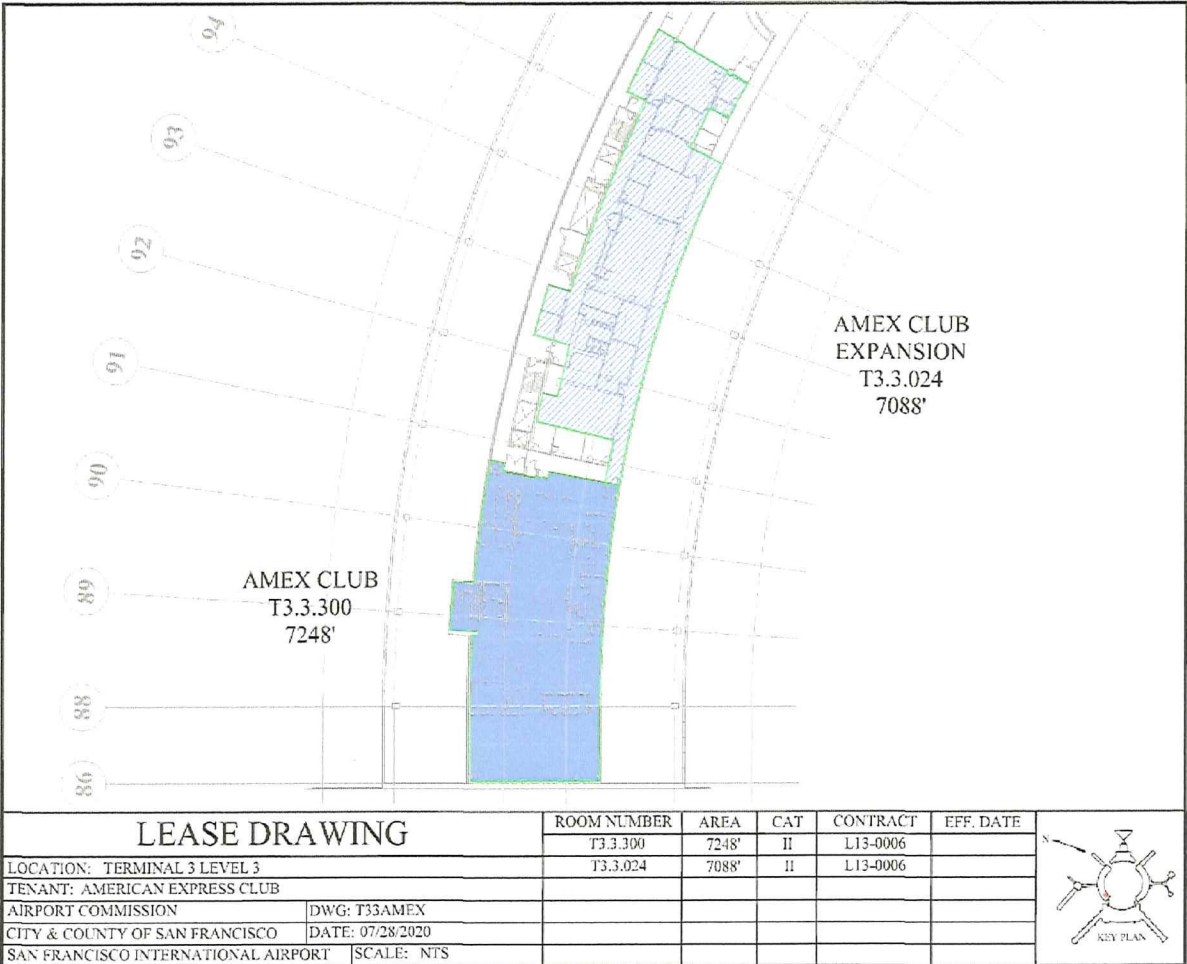 94
93
92
91
90
89
88
86
AMEX CLUB
EXPANSION
T3.3.024
7088'
AMEX CLUB
T3.3.300
7248'
LEASE DRAWING
LOCATION: TERMINAL 3 LEVEL 3
TENANT: AMERICAN EXPRESS CLUB
AIRPORT COMMISSION DWG: T33AMEX
CITY & COUNTY OF SAN FRANCISCO DATE: 07/28/2020
SAN FRANCISCO INTERNATIONAL AIRPORT SCALE: NTS
ROOM NUMBER AREA CAT CONTRACT EFF. DATE
T3.3.300 7248' II L13-0006
T3.3.024 7088' II L13-0006
N
KEY PLAN